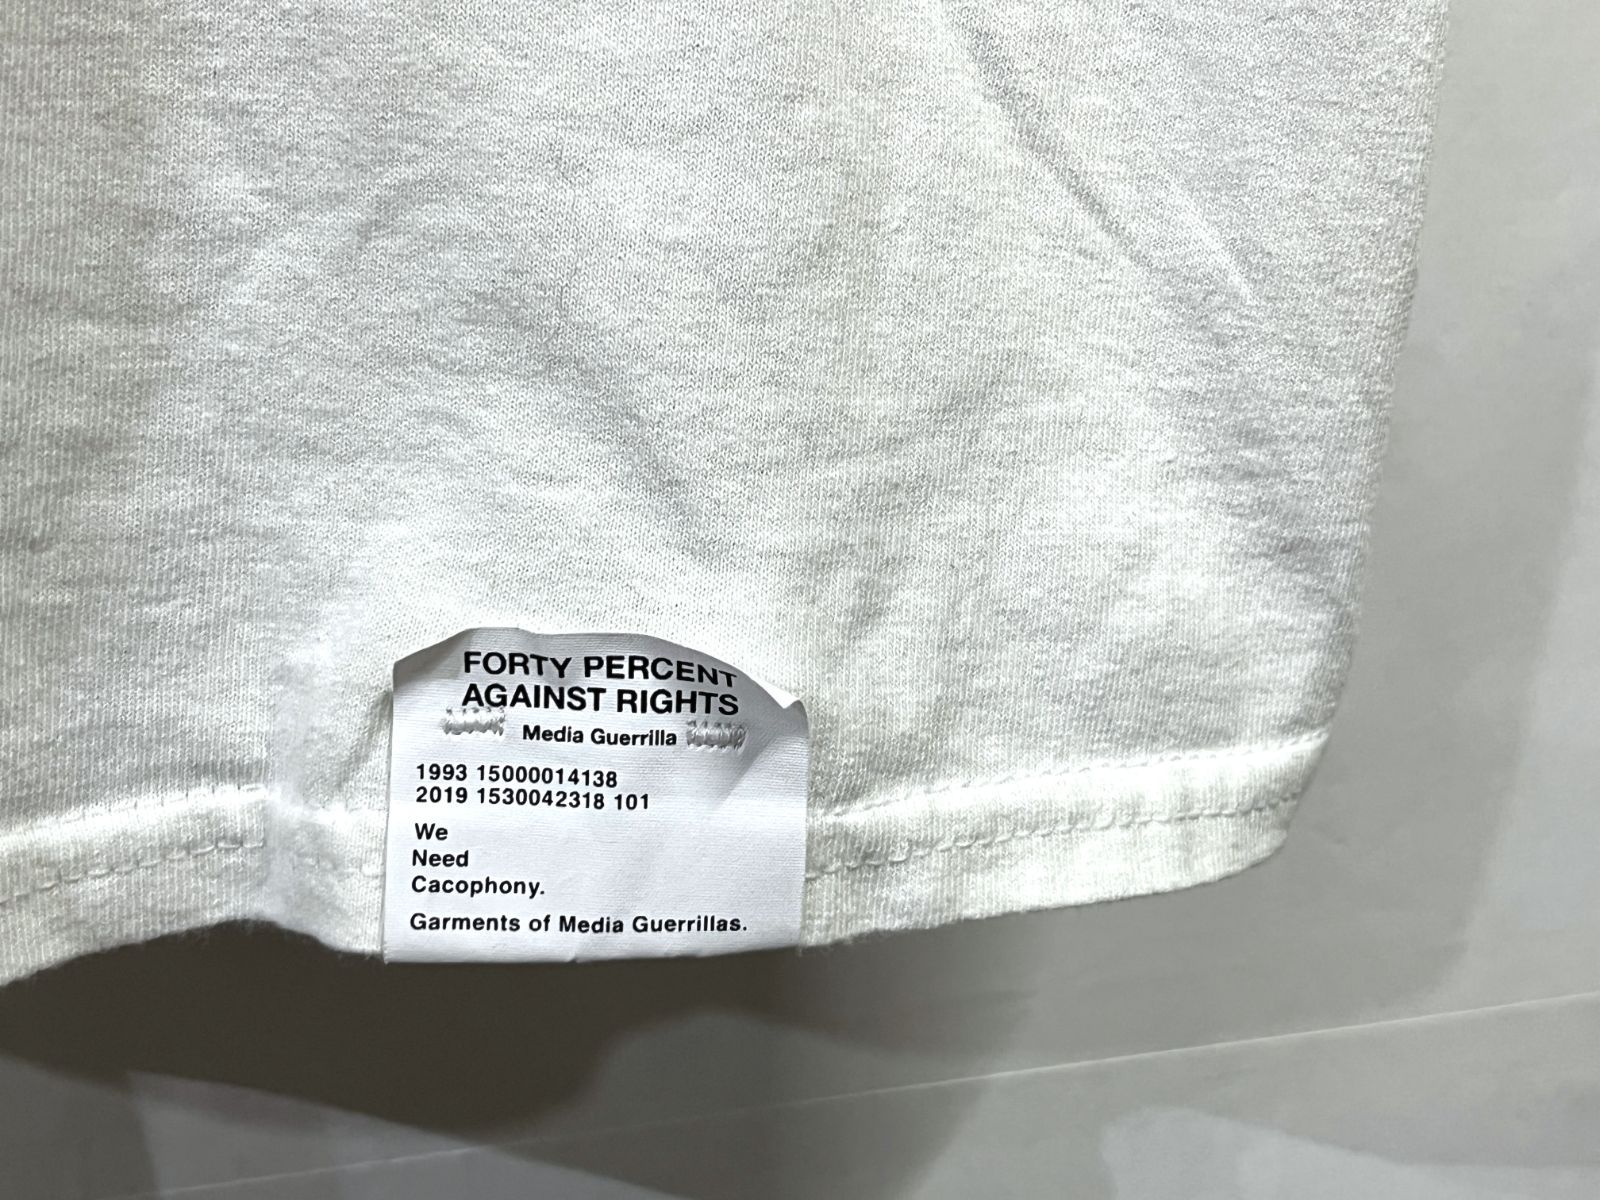 FORTY PERCENT
AGAINST RIGHTS
Media Guerrilla
1993 15000014138
2019 1530042318 101
We
Need
Cacophony.
Garments of Media Guerrillas.